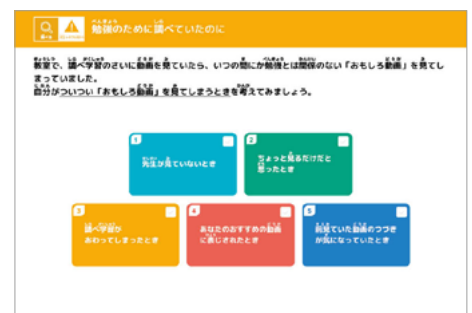 勉強のために調べていたのに
教室で、調べ学習のさいに動画を見ていたら、いつの間にか勉強とは関係のない「おもしろ動画」を見てし
まっていました。
自分がついつい「おもしろ動画」を見てしまうときを考えてみましょう。
1
先生が見ていないとき
2
ちょっと見るだけだと
思ったとき
3
調べ学習が
おわってしまったとき
4
あなたのおすすめの動画
に表じされたとき
5
前見ていた動画のつづき
が気になっていたとき